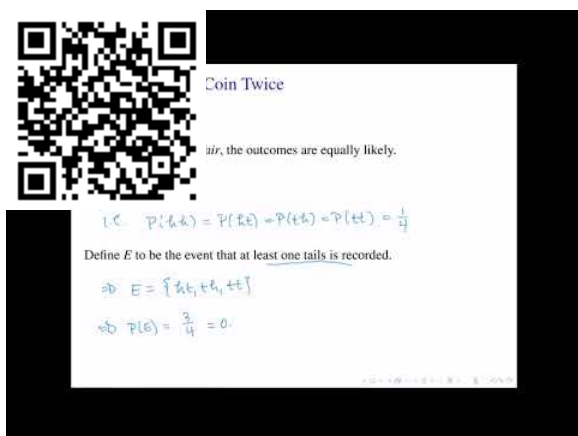 Coin Twice
air, the outcomes are equally likely.
i.e. P(hh) = P(ht) = P(th) = P(tt) = 1/4
Define E to be the event that at least one tails is recorded.
⇒ E = {ht, th, tt}
⇒ P(E) = 3/4 = 0.